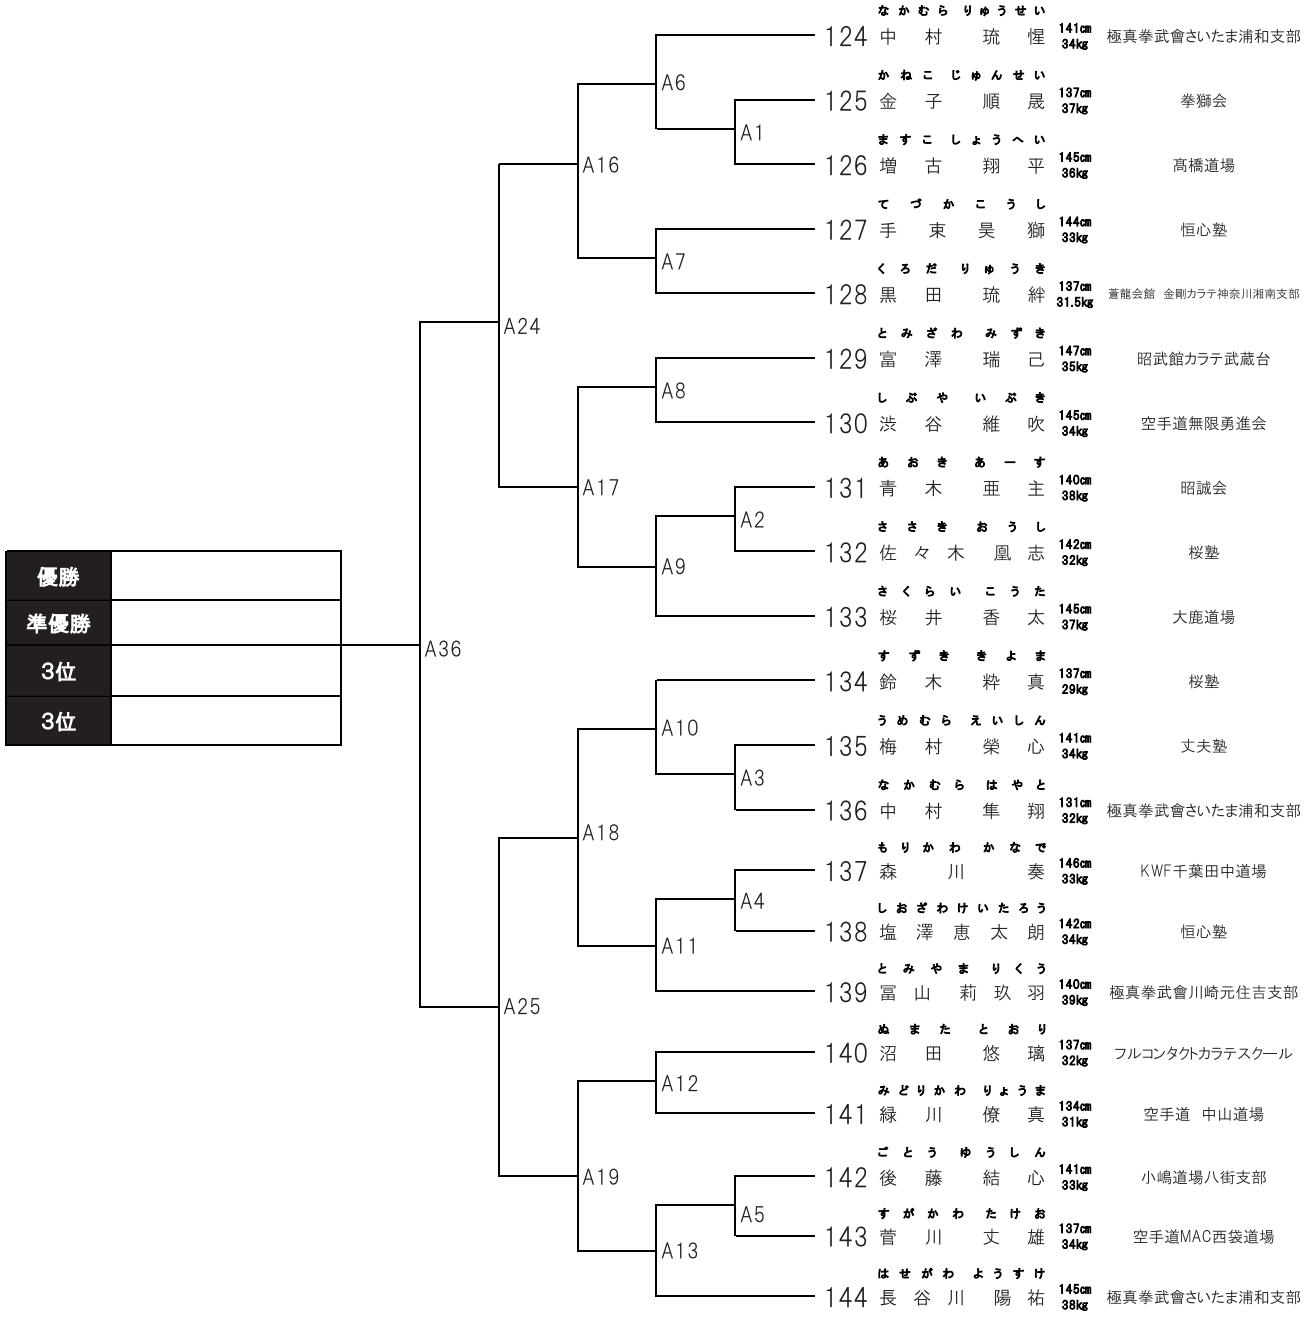 なかむら りゅうせい
124 中村 琉惺 141cm 34kg 極真拳武會さいたま浦和支部
A6
かねこ じゅんせい
125 金子 順晟 137cm 37kg 拳獅会
A1
ますこ しょうへい
126 増古 翔平 145cm 36kg 髙橋道場
A16
てづかこうし
127 手束昊獅 144cm 33kg 恒心塾
A7
くろだ りゅうき
128 黒田 琉絆 137cm 31.5kg 蒼龍会館 金剛カラテ神奈川湘南支部
A24
とみざわ みずき
129 富澤 瑞己 147cm 35kg 昭武館カラテ武蔵台
A8
しぶや いぶき
130 渋谷 維吹 145cm 34kg 空手道無限勇進会
A17
あおき あーす
131 青木 亜主 140cm 38kg 昭誠会
A2
ささき おうし
132 佐々木 凰志 142cm 32kg 桜塾
A9
さくらい こうた
133 桜井 香太 145cm 37kg 大鹿道場
優勝
準優勝
3位
3位
A36
すずき きよま
134 鈴木 粋真 137cm 29kg 桜塾
A10
うめむら えいしん
135 梅村 榮心 141cm 34kg 丈夫塾
A3
なかむら はやと
136 中村 隼翔 131cm 32kg 極真拳武會さいたま浦和支部
A18
もりかわ かなで
137 森川 奏 146cm 33kg KWF千葉田中道場
A4
しおざわけいたろう
138 塩澤恵太朗 142cm 34kg 恒心塾
A11
とみやま りくう
139 冨山 莉玖羽 140cm 39kg 極真拳武會川崎元住吉支部
A25
ぬまた とおり
140 沼田 悠璃 137cm 32kg フルコンタクトカラテスクール
A12
みどりかわ りょうま
141 緑川 僚真 134cm 31kg 空手道 中山道場
A19
ごとう ゆうしん
142 後藤 結心 141cm 33kg 小嶋道場八街支部
A5
すがかわ たけお
143 菅川 丈雄 137cm 34kg 空手道MAC西袋道場
A13
はせがわ ようすけ
144 長谷川 陽祐 145cm 38kg 極真拳武會さいたま浦和支部